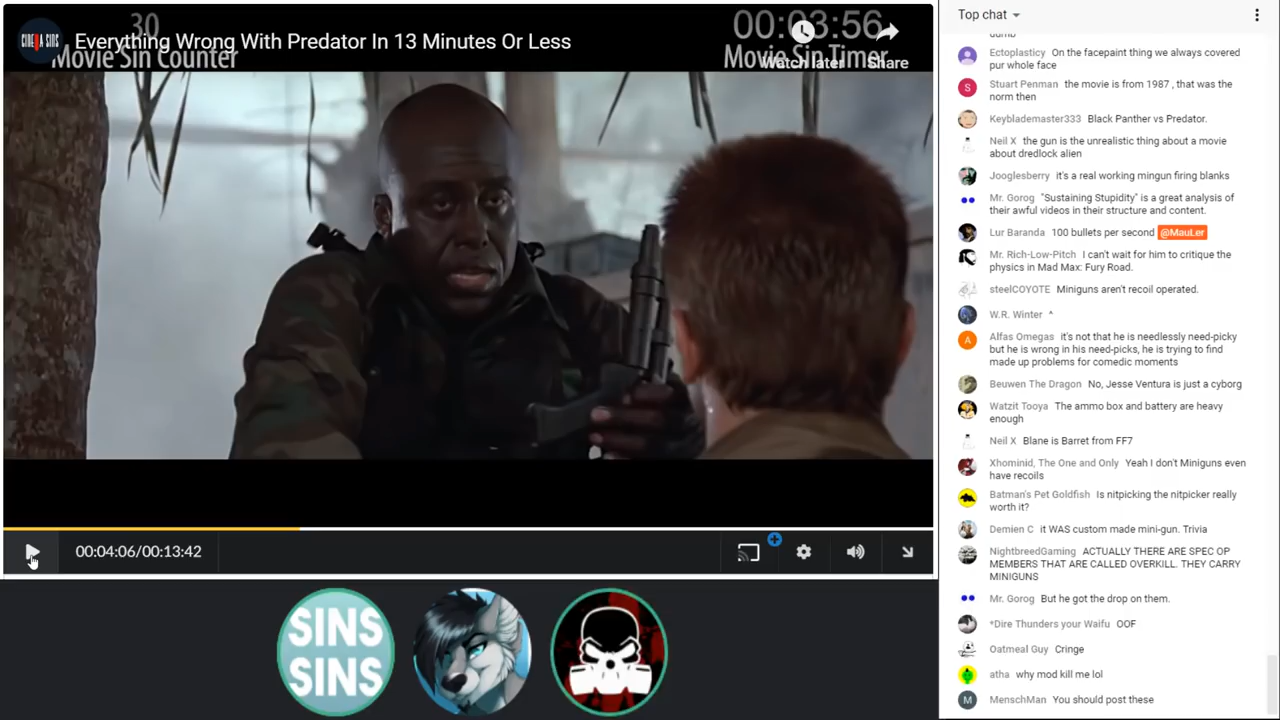 30
Movie Sin Counter
CINEMA SINS
Everything Wrong With Predator In 13 Minutes Or Less
00:03:56
Movie Sin Timer
Watch later
Share
00:04:06/00:13:42
SINS
SINS
Top chat
dumb
Ectoplasticy On the facepaint thing we always covered
pur whole face
Stuart Penman the movie is from 1987 , that was the
norm then
Keyblademaster333 Black Panther vs Predator.
Neil X the gun is the unrealistic thing about a movie
about dredlock alien
Jooglesberry it's a real working mingun firing blanks
Mr. Gorog "Sustaining Stupidity" is a great analysis of
their awful videos in their structure and content.
Lur Baranda 100 bullets per second @MauLer
Mr. Rich-Low-Pitch I can't wait for him to critique the
physics in Mad Max: Fury Road.
steelCOYOTE Miniguns aren't recoil operated.
W.R. Winter ^
A
Alfas Omegas it's not that he is needlessly need-picky
but he is wrong in his need-picks, he is trying to find
made up problems for comedic moments
Beuwen The Dragon No, Jesse Ventura is just a cyborg
Watzit Tooya The ammo box and battery are heavy
enough
Neil X Blane is Barret from FF7
Xhominid, The One and Only Yeah I don't Miniguns even
have recoils
Batman's Pet Goldfish Is nitpicking the nitpicker really
worth it?
Demien C it WAS custom made mini-gun. Trivia
NightbreedGaming ACTUALLY THERE ARE SPEC OP
MEMBERS THAT ARE CALLED OVERKILL. THEY CARRY
MINIGUNS
Mr. Gorog But he got the drop on them.
*Dire Thunders your Waifu OOF
Oatmeal Guy Cringe
atha why mod kill me lol
M MenschMan You should post these
S